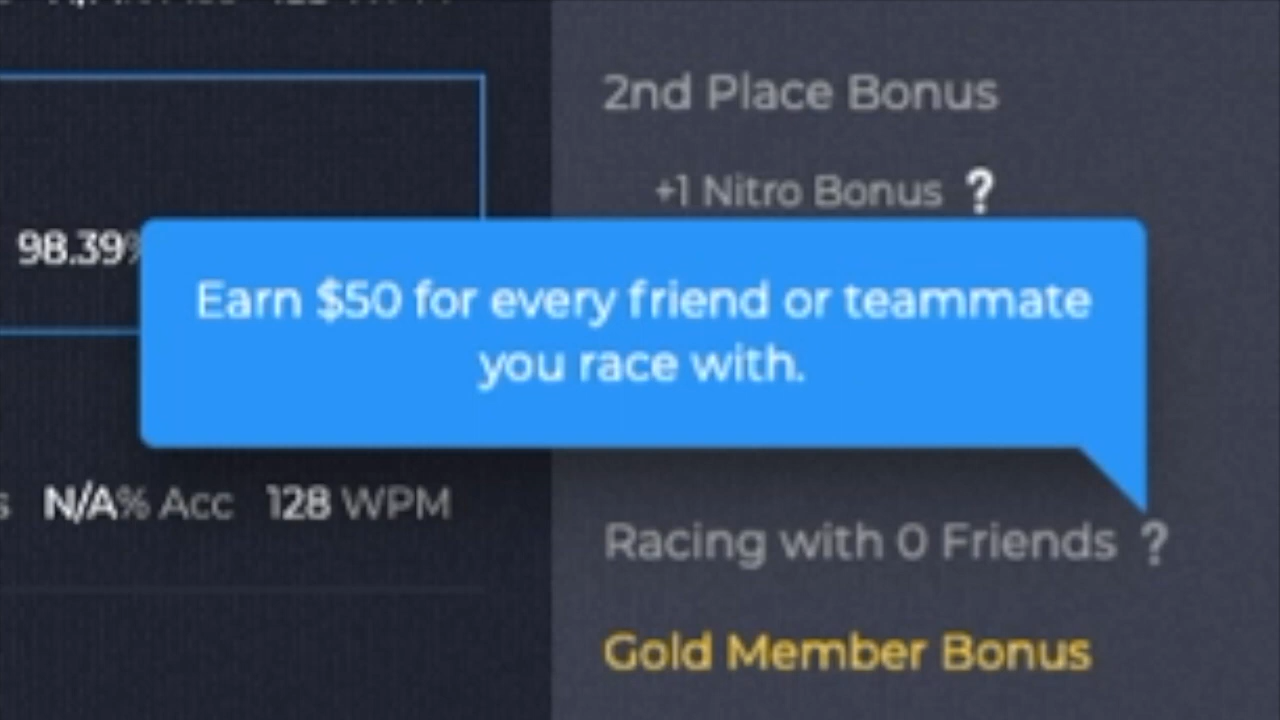 2nd Place Bonus
+1 Nitro Bonus ?
98.39%
Earn $50 for every friend or teammate
you race with.
N/A% Acc 128 WPM
Racing with 0 Friends ?
Gold Member Bonus